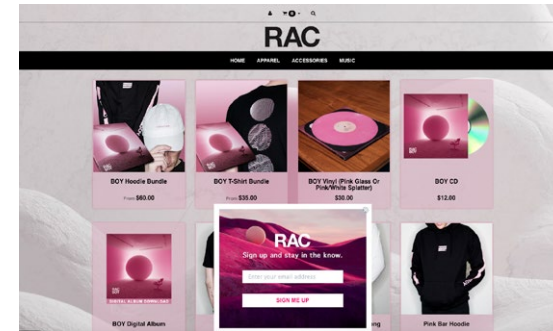 0
RAC
HOME APPAREL ACCESSORIES MUSIC
BOY Hoodie Bundle
From $60.00
BOY T-Shirt Bundle
From $35.00
BOY Vinyl (Pink Glass Or
Pink/White Splatter)
$30.00
BOY CD
$12.00
RAC
Sign up and stay in the know.
Enter your email address
SIGN ME UP
DIGITAL ALBUM DOWNLOAD
BOY Digital Album
Pink Bar Hoodie